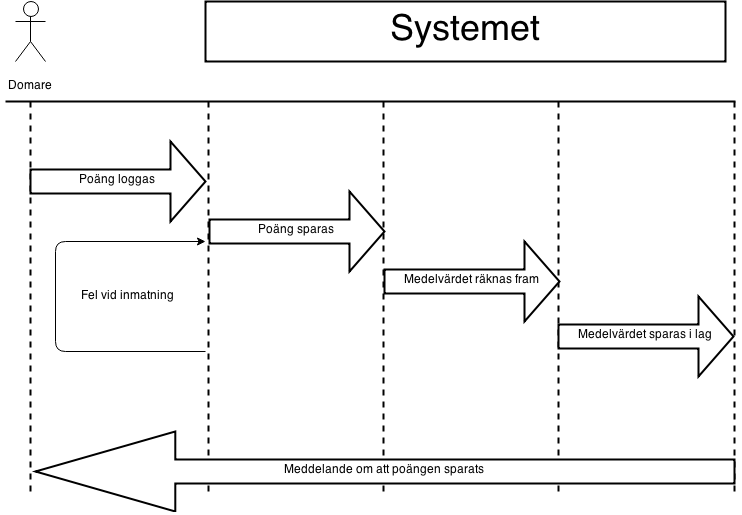 Systemet
Domare
Poäng loggas
Poäng sparas
Medelvärdet räknas fram
Fel vid inmatning
Medelvärdet sparas i lag
Meddelande om att poängen sparats